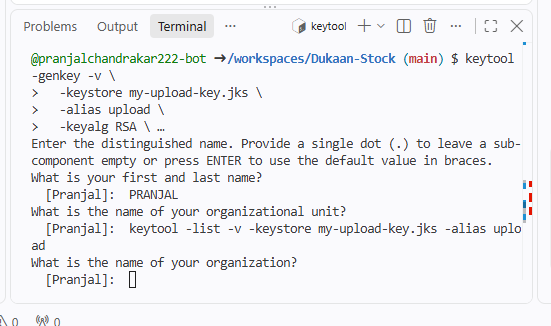 Problems Output Terminal ··· keytool
@pranjalchandrakar222-bot ➜/workspaces/Dukaan-Stock (main) $ keytool
-genkey -v \
>   -keystore my-upload-key.jks \
>   -alias upload \
>   -keyalg RSA \ …
Enter the distinguished name. Provide a single dot (.) to leave a sub-
component empty or press ENTER to use the default value in braces.
What is your first and last name?
  [Pranjal]:  PRANJAL
What is the name of your organizational unit?
  [Pranjal]:  keytool -list -v -keystore my-upload-key.jks -alias uplo
ad
What is the name of your organization?
  [Pranjal]:
0 0